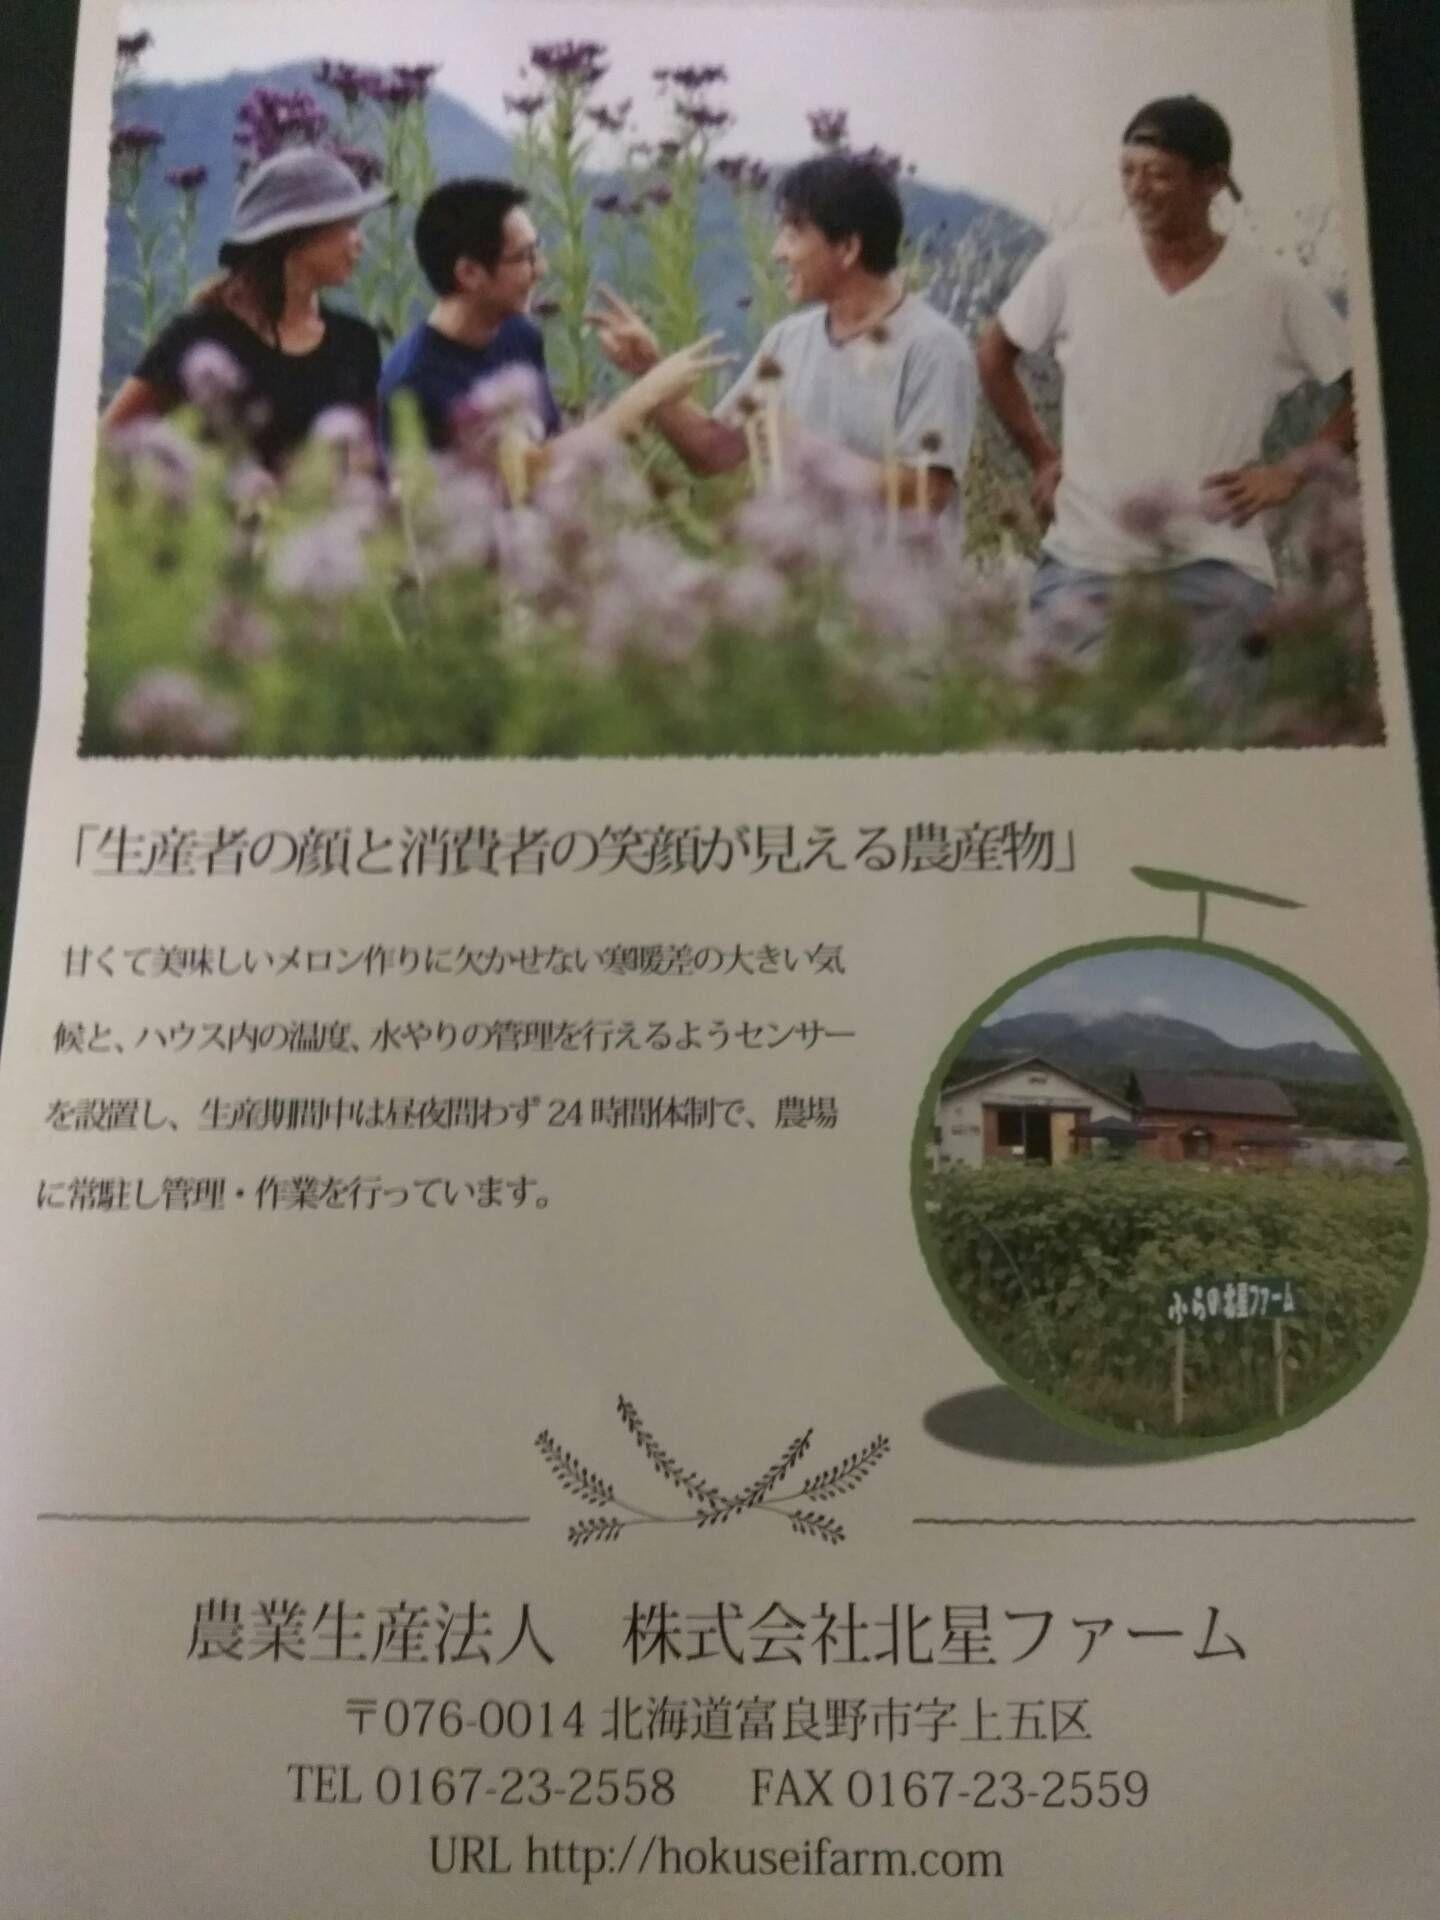 「生産者の顔と消費者の笑顔が見える農産物」
甘くて美味しいメロン作りに欠かせない寒暖差の大きい気
候と、ハウス内の温度、水やりの管理を行えるようセンサー
を設置し、生産期間中は昼夜問わず24時間体制で、農場
に常駐し管理・作業を行っています。
ふらの北星ファーム
農業生産法人　株式会社北星ファーム
〒076-0014 北海道富良野市字上五区
TEL 0167-23-2558　FAX 0167-23-2559
URL http://hokuseifarm.com